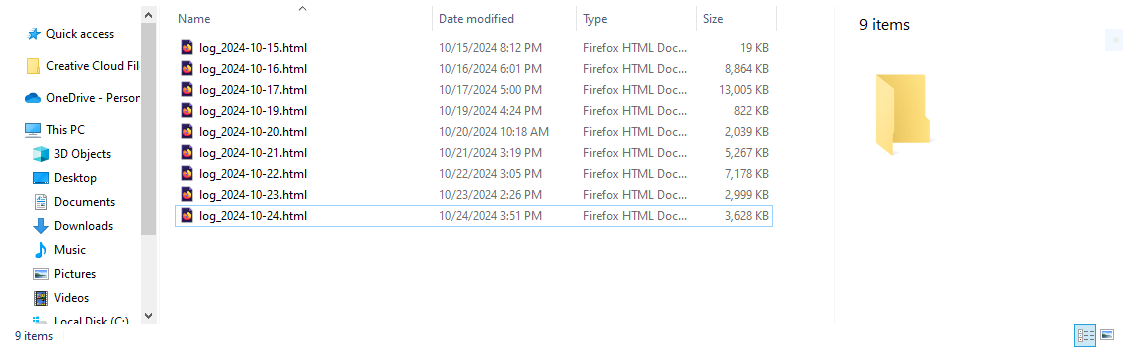 Name Date modified Type Size
9 items
Quick access
Creative Cloud Fil
OneDrive - Person
This PC
3D Objects
Desktop
Documents
Downloads
Music
Pictures
Videos
Local Disk (C:)
log_2024-10-15.html 10/15/2024 8:12 PM Firefox HTML Doc... 19 KB
log_2024-10-16.html 10/16/2024 6:01 PM Firefox HTML Doc... 8,864 KB
log_2024-10-17.html 10/17/2024 5:00 PM Firefox HTML Doc... 13,005 KB
log_2024-10-19.html 10/19/2024 4:24 PM Firefox HTML Doc... 822 KB
log_2024-10-20.html 10/20/2024 10:18 AM Firefox HTML Doc... 2,039 KB
log_2024-10-21.html 10/21/2024 3:19 PM Firefox HTML Doc... 5,267 KB
log_2024-10-22.html 10/22/2024 3:05 PM Firefox HTML Doc... 7,178 KB
log_2024-10-23.html 10/23/2024 2:26 PM Firefox HTML Doc... 2,999 KB
log_2024-10-24.html 10/24/2024 3:51 PM Firefox HTML Doc... 3,628 KB
9 items